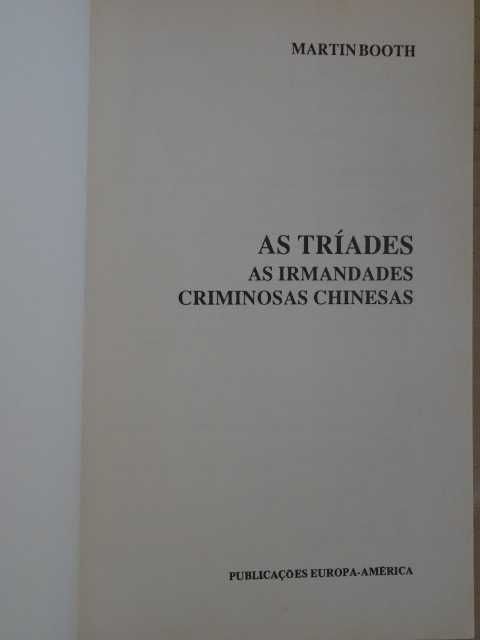 MARTIN BOOTH
AS TRÍADES
AS IRMANDADES
CRIMINOSAS CHINESAS
PUBLICAÇÕES EUROPA-AMÉRICA